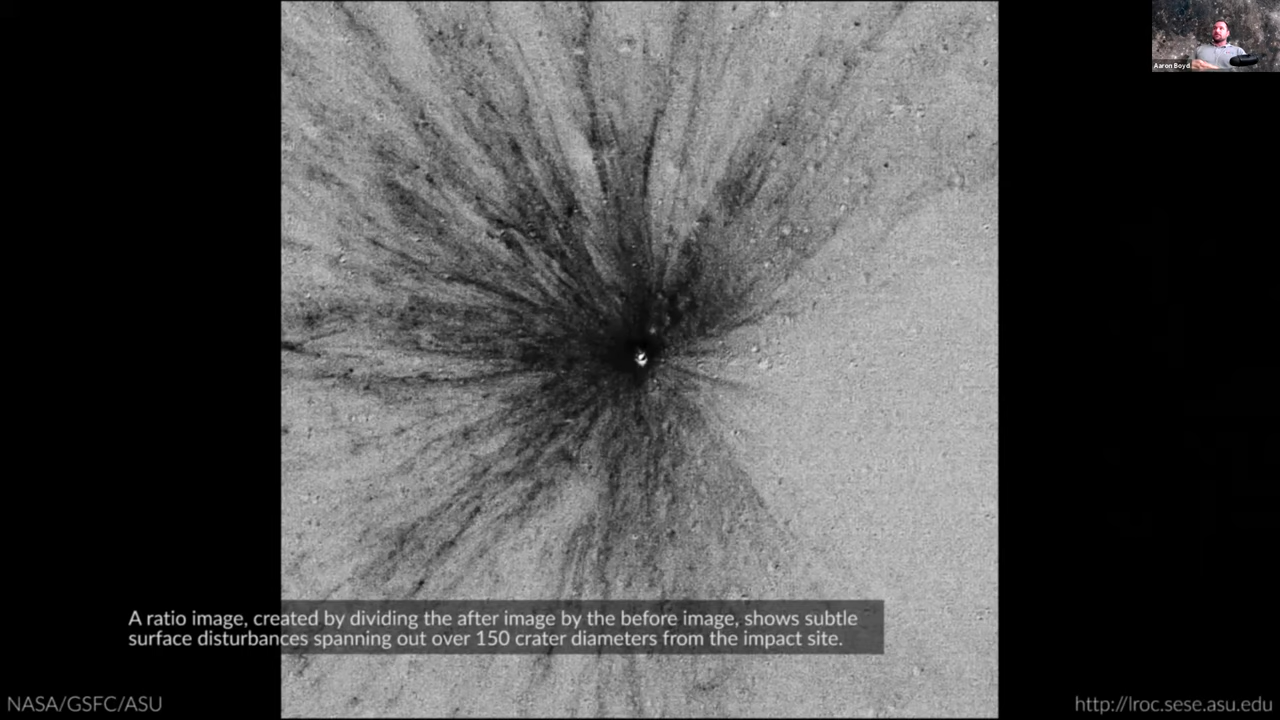 Aaron Boyd
A ratio image, created by dividing the after image by the before image, shows subtle
surface disturbances spanning out over 150 crater diameters from the impact site.
NASA/GSFC/ASU
http://lroc.sese.asu.edu